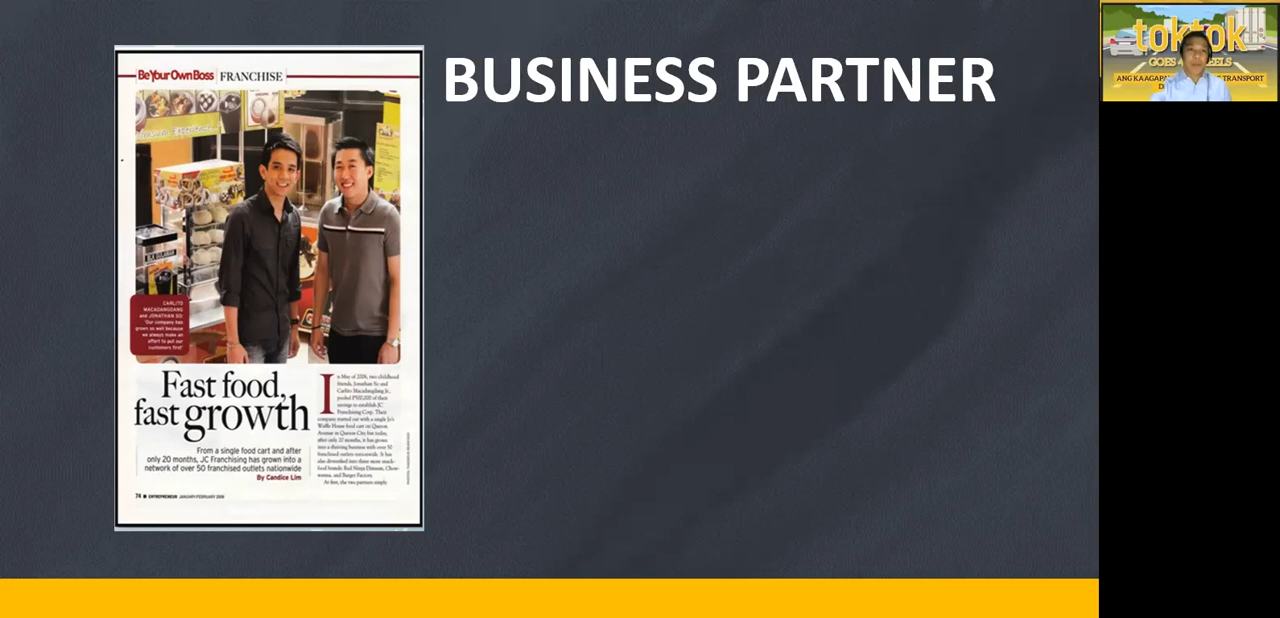 BUSINESS PARTNER
Be Your Own Boss FRANCHISE
CARLITO
MACADANGDANG
and JONATHAN SO:
'Our company has
grown so well because
we always make an
effort to put our
customers first'
Fast food,
fast growth
From a single food cart and after
only 20 months, JC Franchising has grown into a
network of over 50 franchised outlets nationwide
By Candice Lim
In May of 2006, two childhood
friends, Jonathan So and
Carlito Macadangdang Jr.,
pooled P500,000 of their
savings to establish JC
Franchising Corp. Their
company started out with a single Jo's
Waffle House food cart on Quezon
Avenue in Quezon City but today,
after only 20 months, it has grown
into a thriving business with over 50
franchised outlets nationwide. It has
also diversified into three more snack-
food brands: Red Ninja Dimsum,
and Burger Factory.
At first, the two partners simply
74 ENTREPRENEUR JANUARY/FEBRUARY 2008
toktok
GOES WHEELS
ANG TRANSPORT